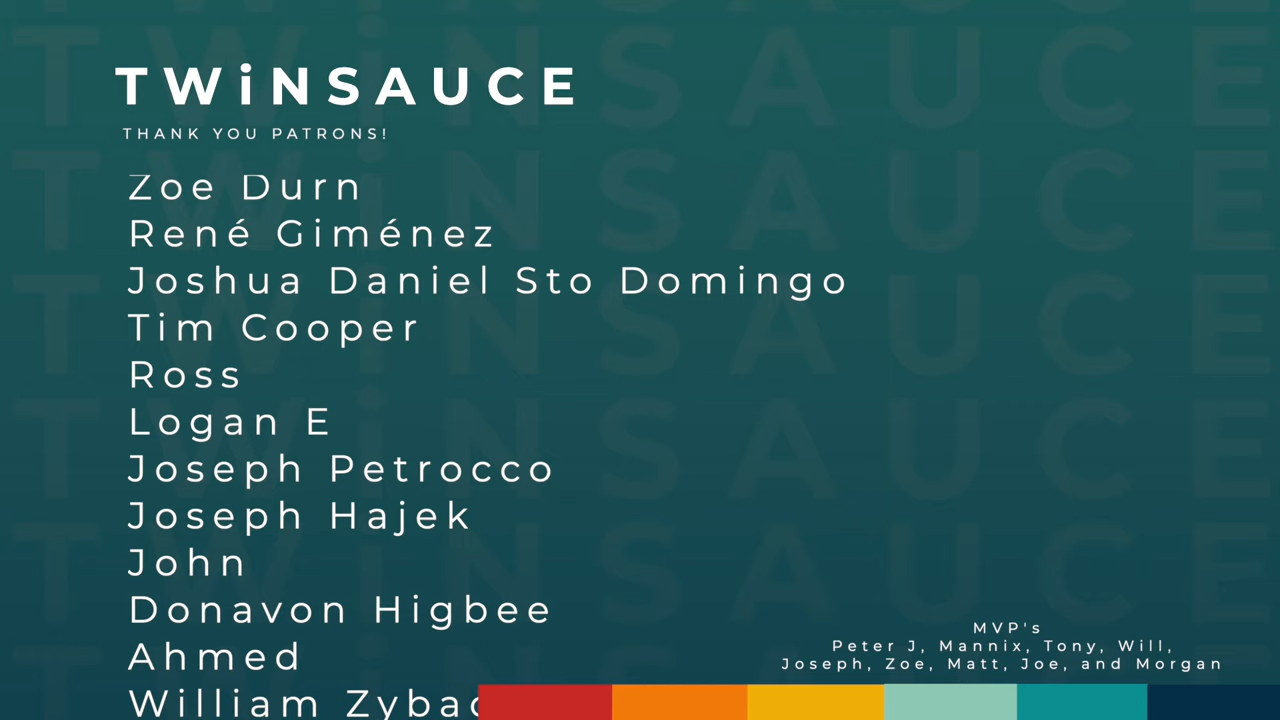 TWiNSAUCE
THANK YOU PATRONS!
Zoe Durn
René Giménez
Joshua Daniel Sto Domingo
Tim Cooper
Ross
Logan E
Joseph Petrocco
Joseph Hajek
John
Donavon Higbee
Ahmed
William
MVP's
Peter J, Mannix, Tony, Will,
Joseph, Zoe, Matt, Joe, and Morgan